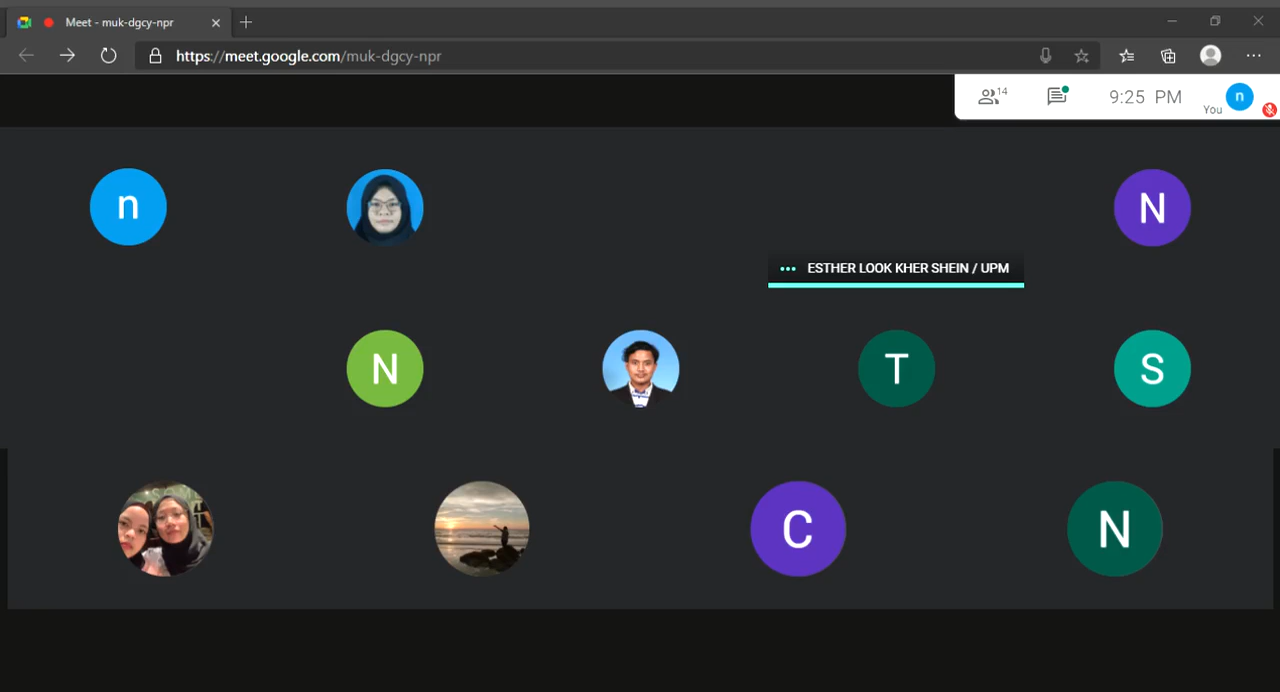 Meet - muk-dgcy-npr
https://meet.google.com/muk-dgcy-npr
14
9:25 PM
You
n
n
N
ESTHER LOOK KHER SHEIN / UPM
N
T
S
C
N